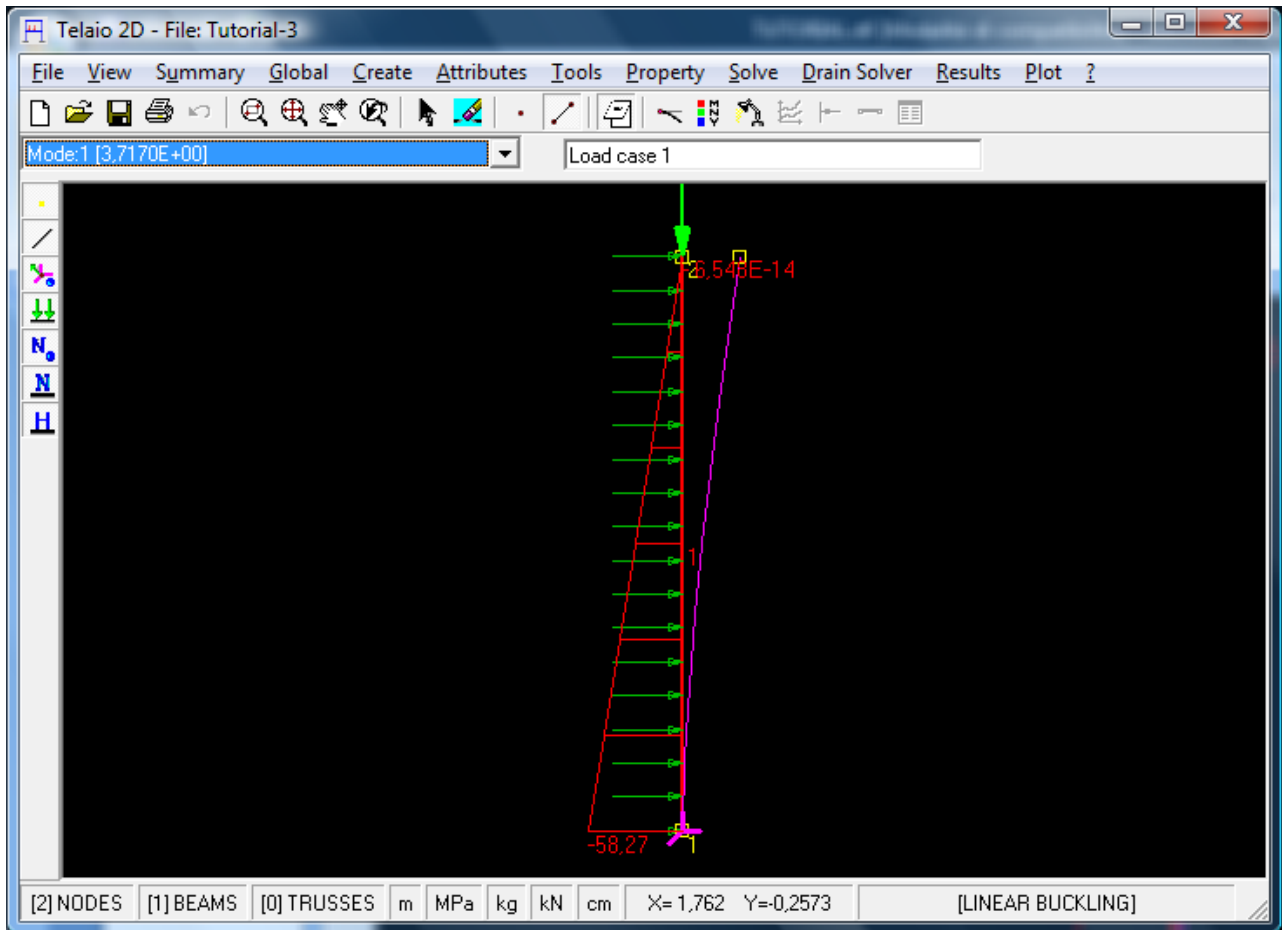 Telaio 2D - File: Tutorial-3
File View Summary Global Create Attributes Tools Property Solve Drain Solver Results Plot ?
Mode:1 [3,7170E+00] Load case 1
2
-6,548E-14
1
-58,27
1
[2] NODES [1] BEAMS [0] TRUSSES m MPa kg kN cm X= 1,762 Y=-0,2573 [LINEAR BUCKLING]